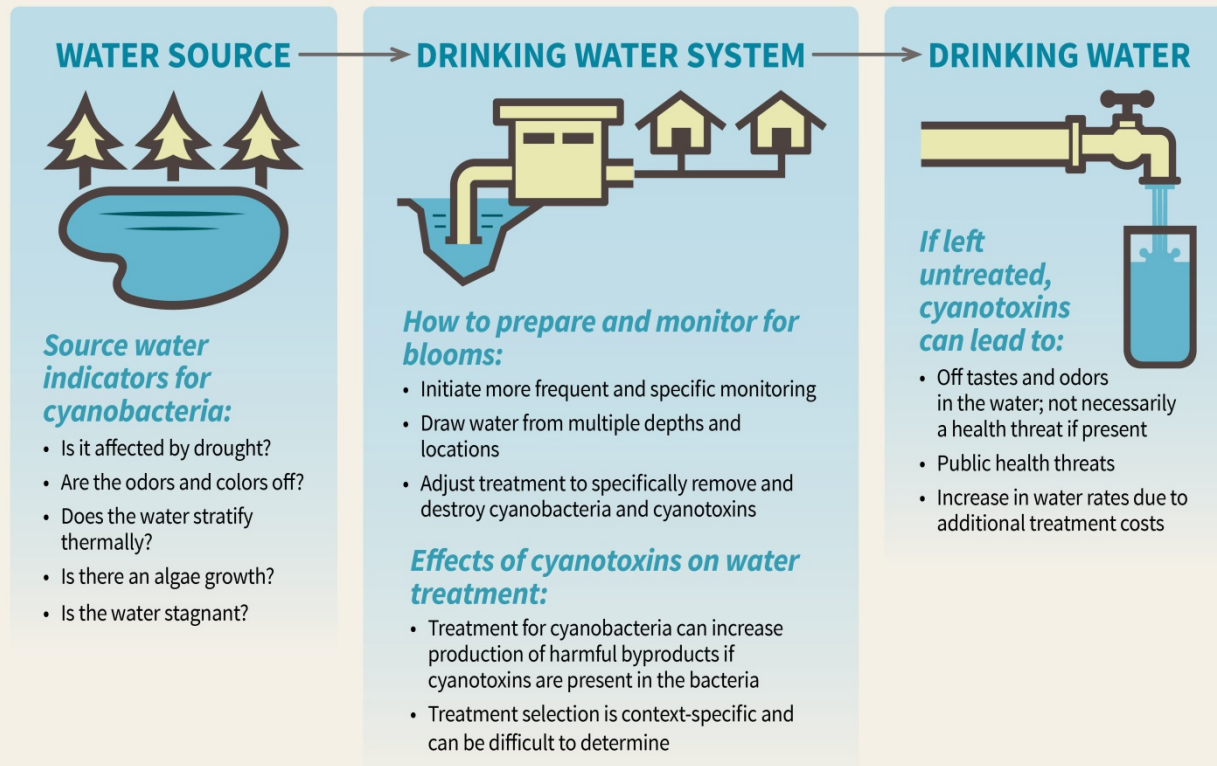 WATER SOURCE
Source water
indicators for
cyanobacteria:
• Is it affected by drought?
• Are the odors and colors off?
• Does the water stratify
thermally?
• Is there an algae growth?
• Is the water stagnant?
DRINKING WATER SYSTEM
How to prepare and monitor for
blooms:
• Initiate more frequent and specific monitoring
• Draw water from multiple depths and
locations
• Adjust treatment to specifically remove and
destroy cyanobacteria and cyanotoxins
Effects of cyanotoxins on water
treatment:
• Treatment for cyanobacteria can increase
production of harmful byproducts if
cyanotoxins are present in the bacteria
• Treatment selection is context-specific and
can be difficult to determine
DRINKING WATER
If left
untreated,
cyanotoxins
can lead to:
• Off tastes and odors
in the water; not necessarily
a health threat if present
• Public health threats
• Increase in water rates due to
additional treatment costs